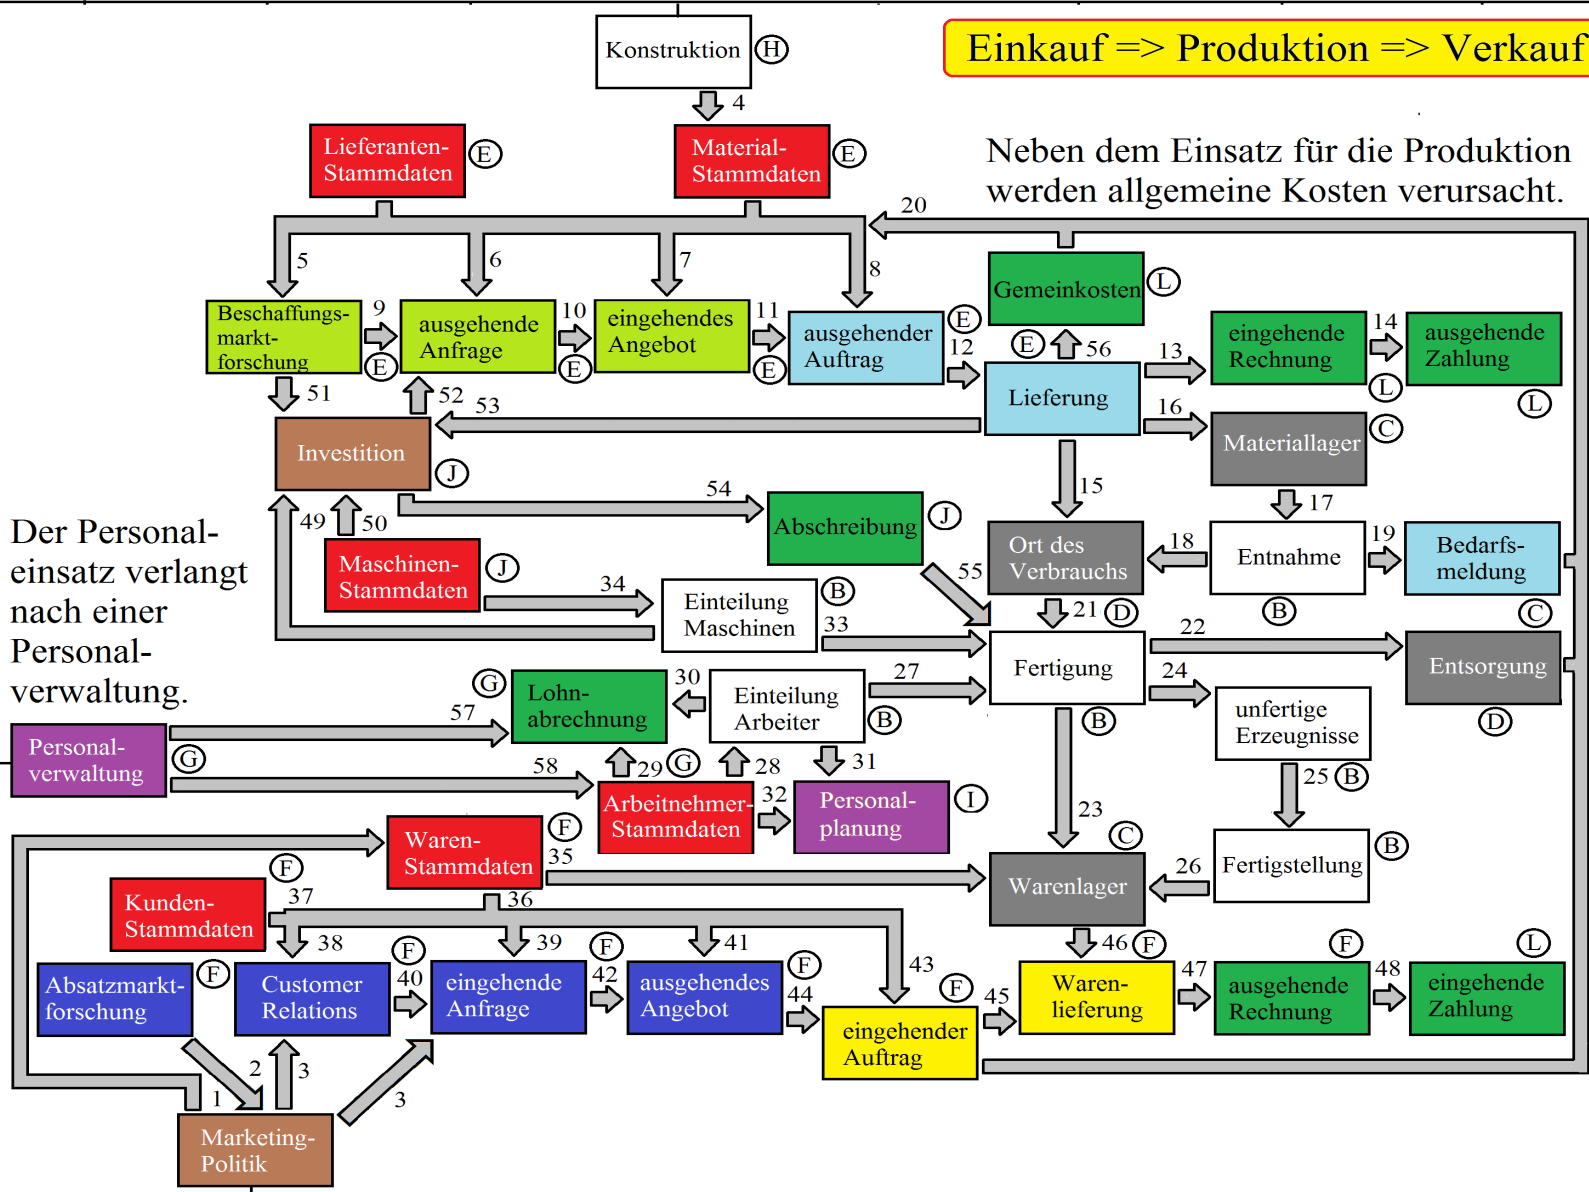 Konstruktion
H
Einkauf => Produktion => Verkauf
4
Lieferanten-
Stammdaten
E
Material-
Stammdaten
E
Neben dem Einsatz für die Produktion
werden allgemeine Kosten verursacht.
20
5
6
7
8
Gemeinkosten
L
Beschaffungs-
markt-
forschung
9
E
ausgehende
Anfrage
10
E
eingehendes
Angebot
11
E
ausgehender
Auftrag
E
12
E
56
Lieferung
13
eingehende
Rechnung
14
L
ausgehende
Zahlung
L
51
52
53
16
Materiallager
C
Investition
J
54
15
17
49
50
Abschreibung
J
Ort des
Verbrauchs
18
Entnahme
19
Bedarfs-
meldung
Der Personal-
einsatz verlangt
nach einer
Personal-
verwaltung.
Maschinen-
Stammdaten
J
34
Einteilung
Maschinen
B
55
21
D
B
C
33
Fertigung
22
Entsorgung
D
G
Lohn-
abrechnung
30
Einteilung
Arbeiter
27
B
24
B
unfertige
Erzeugnisse
57
Personal-
verwaltung
G
58
29
G
28
31
25
B
Arbeitnehmer-
Stammdaten
32
Personal-
planung
I
23
Waren-
Stammdaten
F
35
C
Warenlager
26
Fertigstellung
B
F
37
36
Kunden-
Stammdaten
38
F
39
F
41
43
46
F
F
L
Absatzmarkt-
forschung
F
Customer
Relations
40
eingehende
Anfrage
42
ausgehendes
Angebot
F
44
F
45
Waren-
lieferung
47
ausgehende
Rechnung
48
eingehende
Zahlung
eingehender
Auftrag
1
2
3
3
Marketing-
Politik